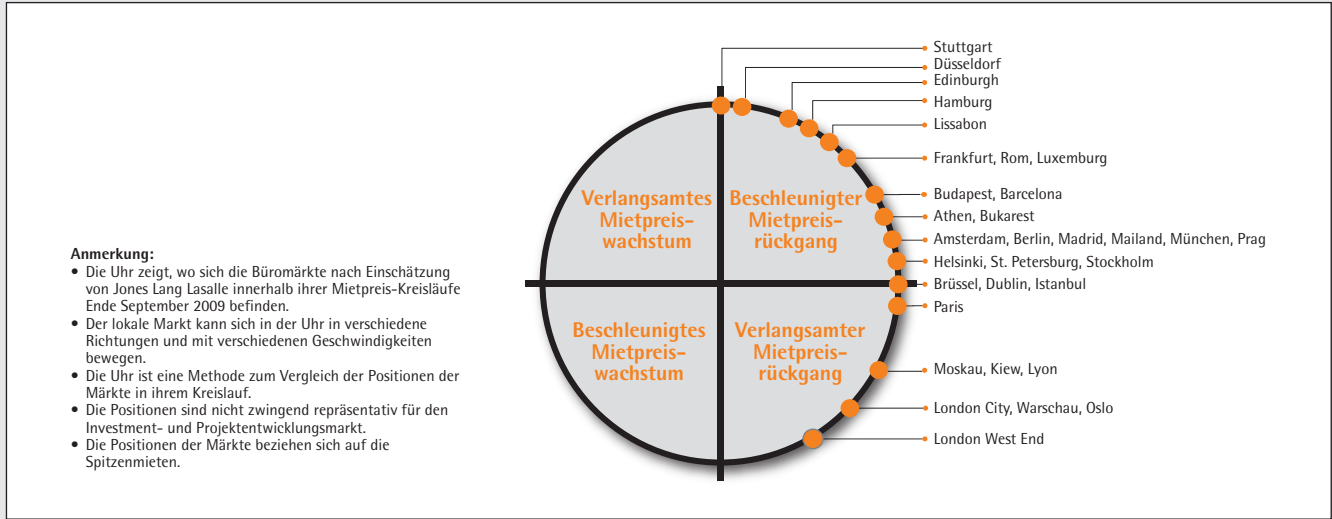 Stuttgart
Düsseldorf
Edinburgh
Hamburg
Lissabon
Frankfurt, Rom, Luxemburg
Budapest, Barcelona
Athen, Bukarest
Amsterdam, Berlin, Madrid, Mailand, München, Prag
Helsinki, St. Petersburg, Stockholm
Brüssel, Dublin, Istanbul
Paris
Moskau, Kiew, Lyon
London City, Warschau, Oslo
London West End
Verlangsamtes
Mietpreis-
wachstum
Beschleunigter
Mietpreis-
rückgang
Beschleunigtes
Mietpreis-
wachstum
Verlangsamter
Mietpreis-
rückgang
Anmerkung:
• Die Uhr zeigt, wo sich die Büromärkte nach Einschätzung
von Jones Lang Lasalle innerhalb ihrer Mietpreis-Kreisläufe
Ende September 2009 befinden.
• Der lokale Markt kann sich in der Uhr in verschiedene
Richtungen und mit verschiedenen Geschwindigkeiten
bewegen.
• Die Uhr ist eine Methode zum Vergleich der Positionen der
Märkte in ihrem Kreislauf.
• Die Positionen sind nicht zwingend repräsentativ für den
Investment- und Projektentwicklungsmarkt.
• Die Positionen der Märkte beziehen sich auf die
Spitzenmieten.